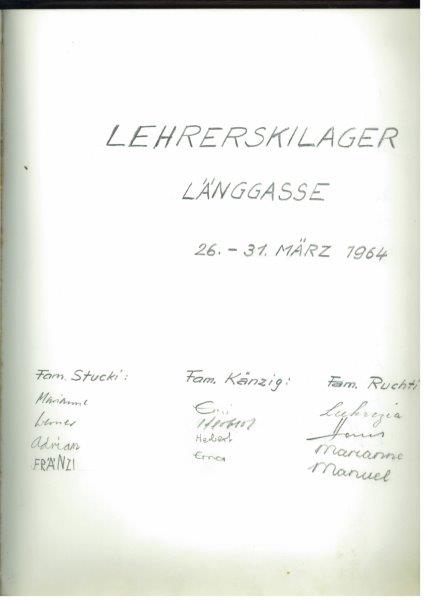 LEHRERSKILAGER
LÄNGGASSE
26. – 31. MÄRZ 1964
Fam. Stucki:
Marianne
Werner
Adrian
FRÄNZI
Fam. Känzig:
Erna
Fam. Ruchti
Lukrezia
Hans
Marianne
Manuel